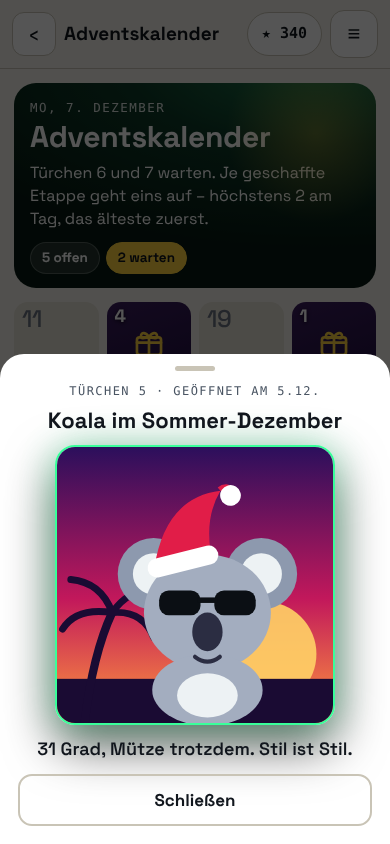 <
Adventskalender
★ 340
≡
MO, 7. DEZEMBER
Adventskalender
Türchen 6 und 7 warten. Je geschaffte
Etappe geht eins auf – höchstens 2 am
Tag, das älteste zuerst.
5 offen
2 warten
11
4
19
1
TÜRCHEN 5 · GEÖFFNET AM 5.12.
Koala im Sommer-Dezember
31 Grad, Mütze trotzdem. Stil ist Stil.
Schließen